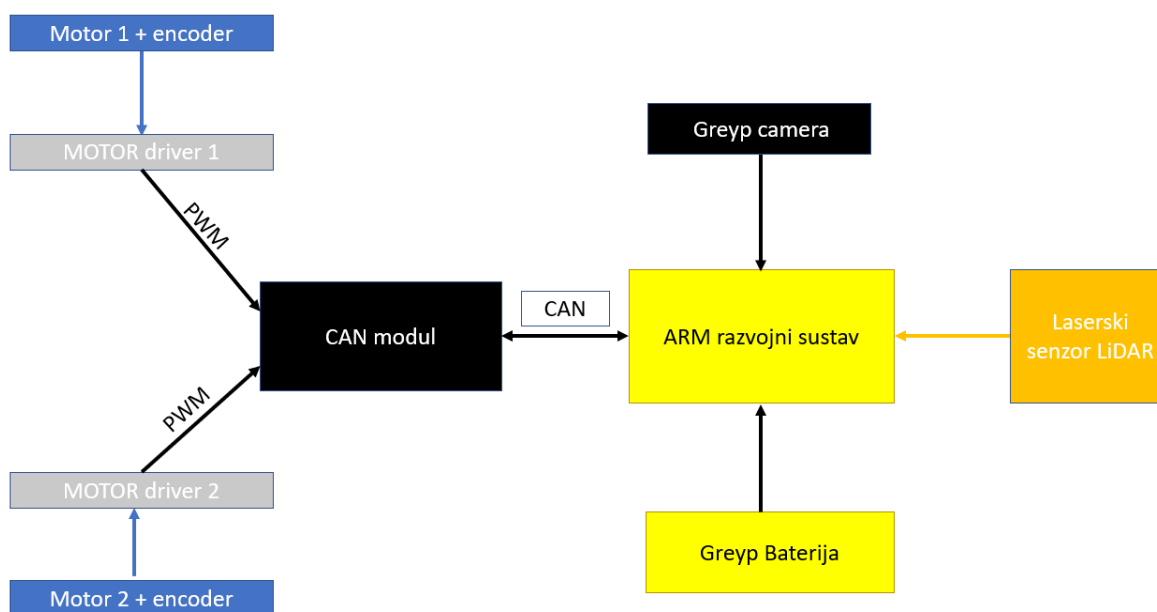 Motor 1 + encoder
MOTOR driver 1
PWM
Greyp camera
CAN modul
CAN
ARM razvojni sustav
Laserski
senzor LiDAR
PWM
MOTOR driver 2
Greyp Baterija
Motor 2 + encoder